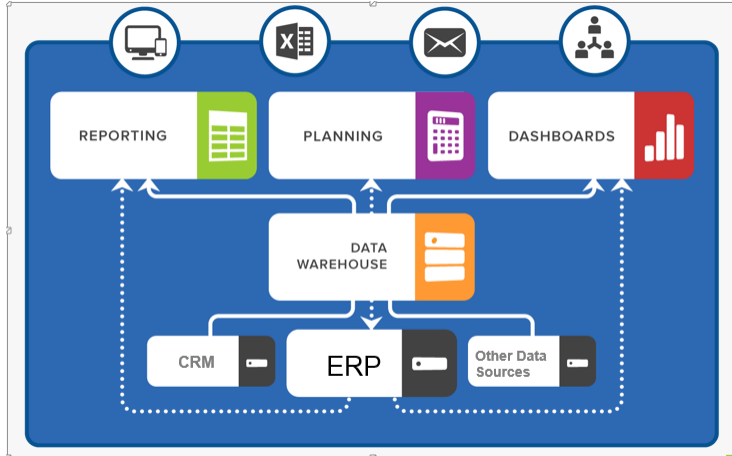 X
REPORTING
PLANNING
DASHBOARDS
DATA
WAREHOUSE
CRM
ERP
Other Data
Sources